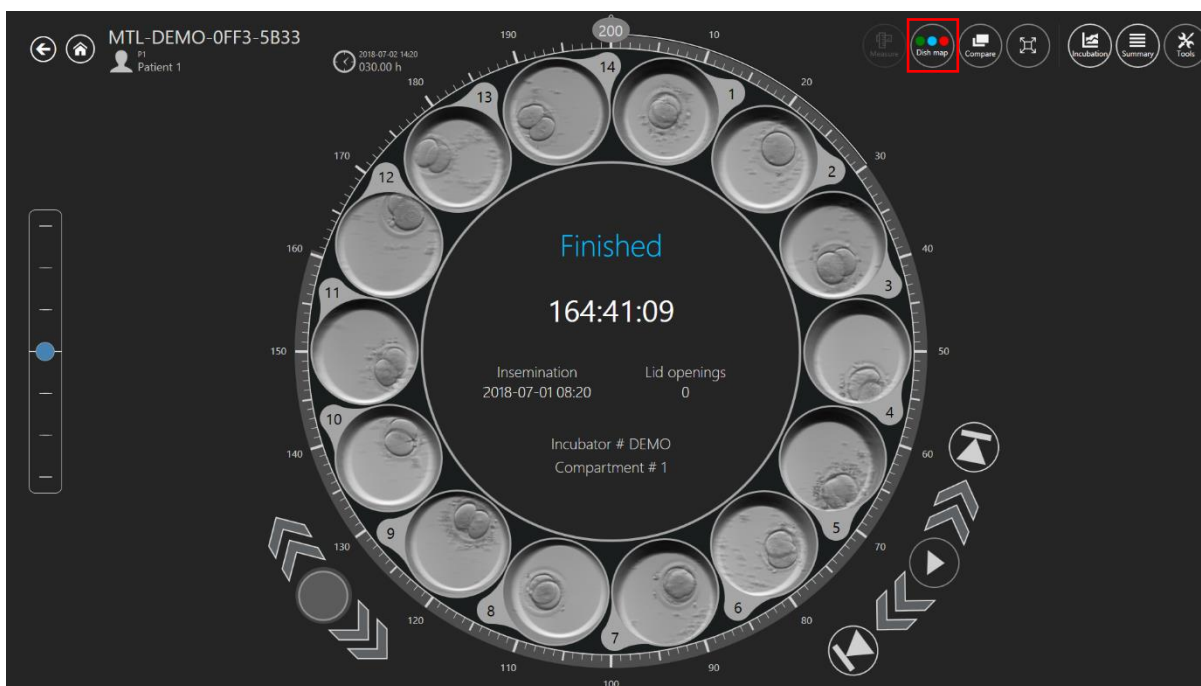 MTL-DEMO-0FF3-5B33
P1
Patient 1
2018-07-02 14:20
030.00 h
Measure
Dish map
Compare
Incubation
Summary
Tools
200
10
20
30
40
50
60
70
80
90
100
110
120
130
140
150
160
170
180
190
1
2
3
4
5
6
7
8
9
10
11
12
13
14
Finished
164:41:09
Insemination
2018-07-01 08:20
Lid openings
0
Incubator # DEMO
Compartment # 1